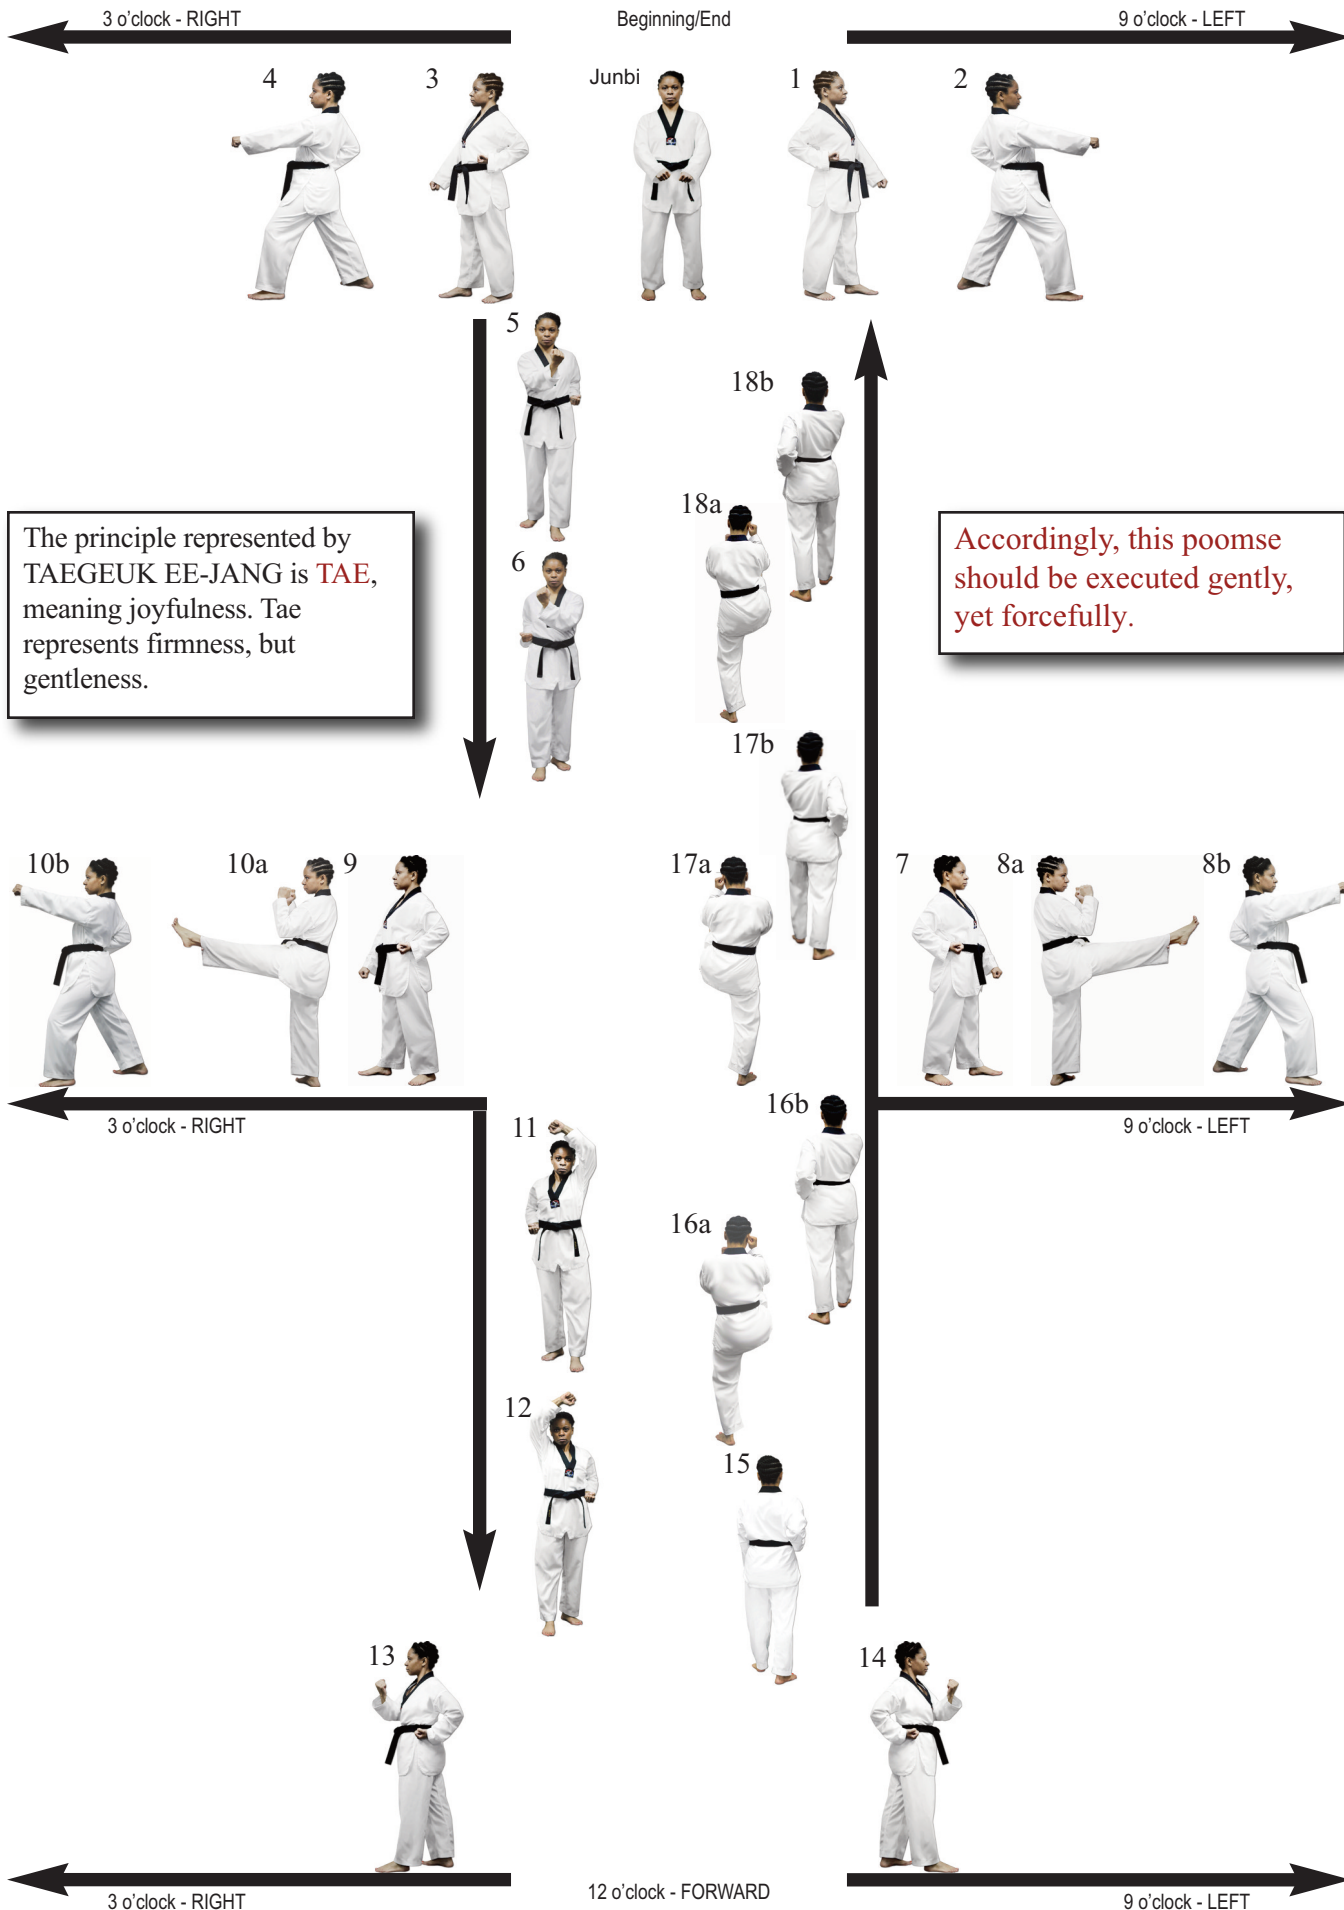 3 o'clock - RIGHT
Beginning/End
9 o'clock - LEFT
4
3
Junbi
1
2
5
18b
18a
The principle represented by
TAEGEUK EE-JANG is TAE,
meaning joyfulness. Tae
represents firmness, but
gentleness.
Accordingly, this poomse
should be executed gently,
yet forcefully.
6
17b
10b
10a
9
17a
7
8a
8b
3 o'clock - RIGHT
16b
9 o'clock - LEFT
11
16a
12
15
13
14
3 o'clock - RIGHT
12 o'clock - FORWARD
9 o'clock - LEFT